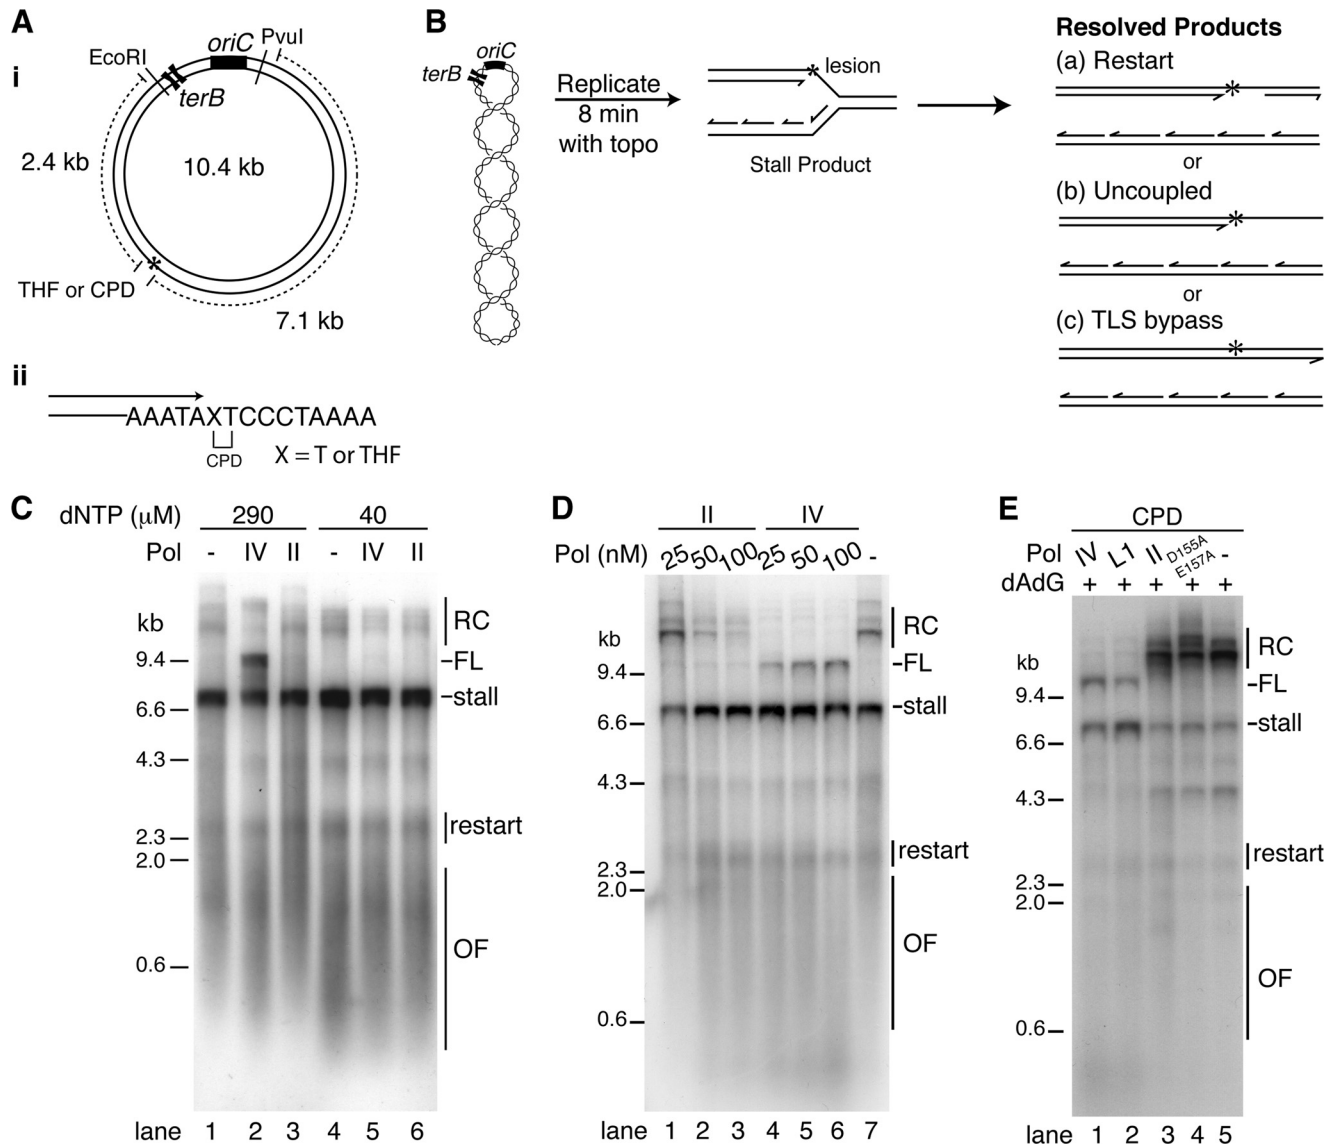 A
i
EcoRI
oriC
PvuI
terB
2.4 kb
10.4 kb
*
THF or CPD
7.1 kb
ii
AAATAXTCCCTAAAA
CPD
X = T or THF
B
oriC
terB
Replicate
8 min
with topo
* lesion
Stall Product
Resolved Products
(a) Restart
*
or
(b) Uncoupled
*
or
(c) TLS bypass
*
C
dNTP (μM) 290 40
Pol - IV II - IV II
kb
9.4
6.6
4.3
2.3
2.0
0.6
RC
FL
stall
restart
OF
lane 1 2 3 4 5 6
D
II IV
Pol (nM) 25 50 100 25 50 100 -
kb
9.4
6.6
4.3
2.3
2.0
0.6
RC
FL
stall
restart
OF
lane 1 2 3 4 5 6 7
E
CPD
Pol IV L1 II D155A E157A -
dAdG + + + + +
kb
9.4
6.6
4.3
2.3
2.0
0.6
RC
FL
stall
restart
OF
lane 1 2 3 4 5